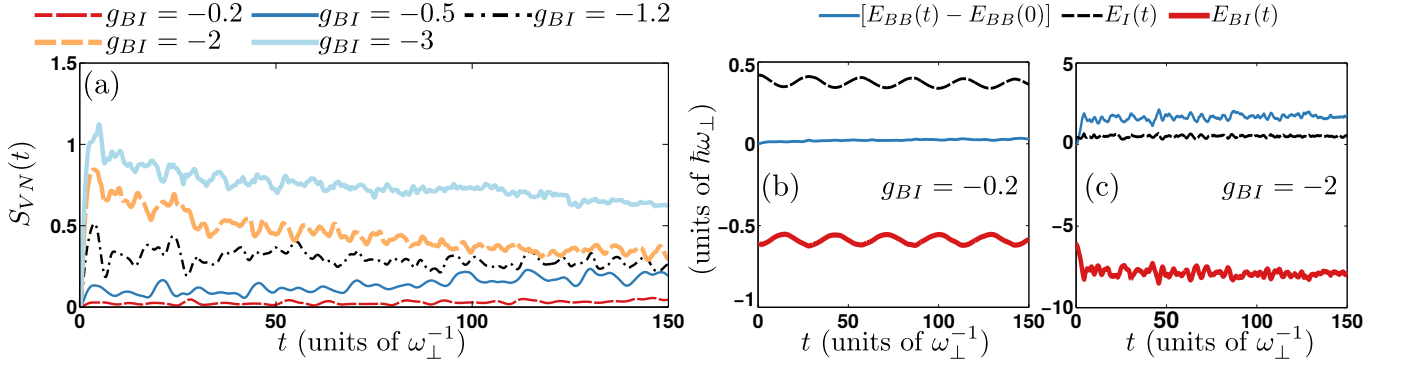 g_{BI} = −0.2 g_{BI} = −0.5 g_{BI} = −1.2
g_{BI} = −2 g_{BI} = −3
[E_{BB}(t) − E_{BB}(0)] E_I(t) E_{BI}(t)
(a)
S_{VN}(t)
1.5
1
0.5
0
0 50 100 150
t (units of ω_⊥^{−1})
(units of ħω_⊥)
0.5
0
−0.5
−1
(b)
g_{BI} = −0.2
0 50 100 150
t (units of ω_⊥^{−1})
5
0
−5
−10
(c)
g_{BI} = −2
0 50 100 150
t (units of ω_⊥^{−1})